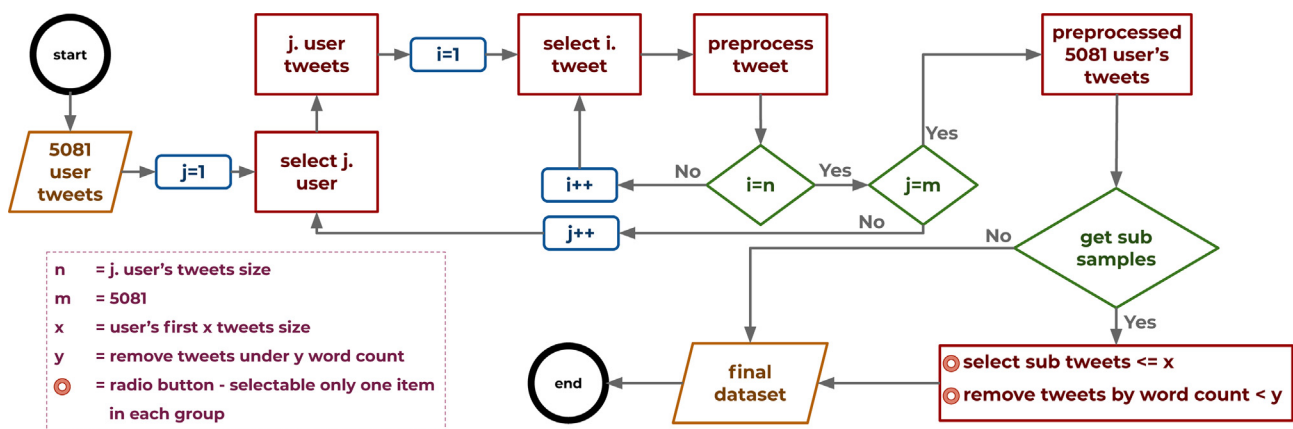 start
5081
user
tweets
j=1
select j.
user
j. user
tweets
i=1
select i.
tweet
preprocess
tweet
i=n
No
i++
Yes
j=m
No
j++
Yes
preprocessed
5081 user's
tweets
get sub
samples
No
Yes
select sub tweets <= x
remove tweets by word count < y
final
dataset
end
n = j. user's tweets size
m = 5081
x = user's first x tweets size
y = remove tweets under y word count
= radio button - selectable only one item
in each group